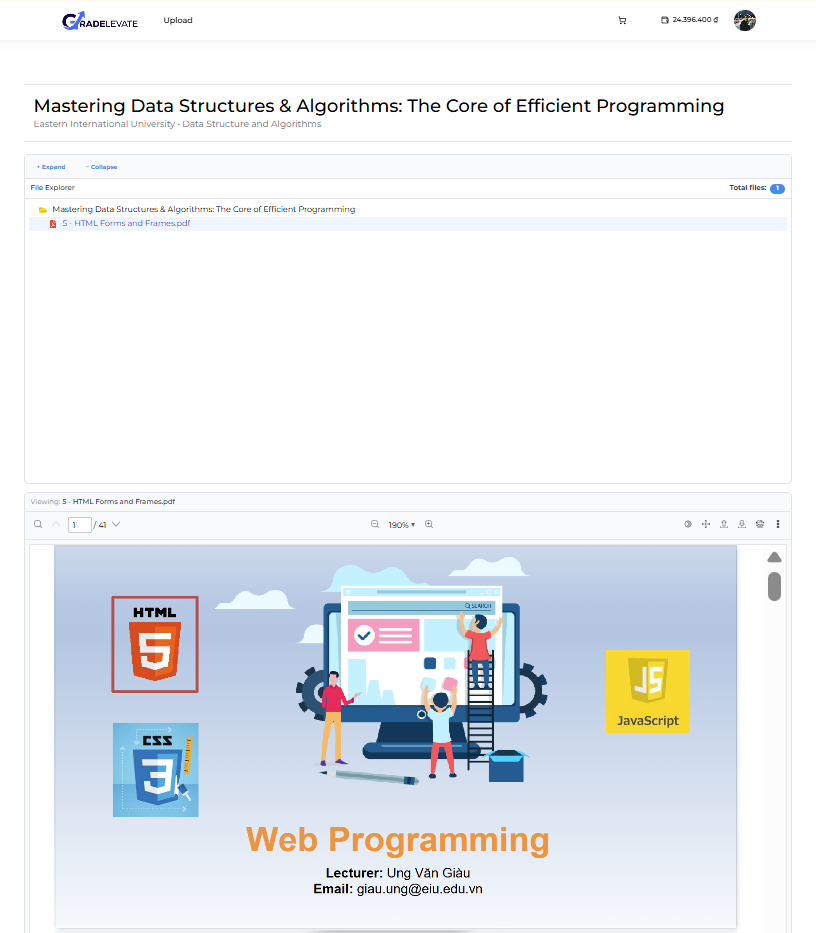 GRADELEVATE
Upload
24.396.400 ₫
Mastering Data Structures & Algorithms: The Core of Efficient Programming
Eastern International University - Data Structure and Algorithms
+ Expand
− Collapse
File Explorer
Total files: 1
Mastering Data Structures & Algorithms: The Core of Efficient Programming
5 - HTML Forms and Frames.pdf
Viewing: 5 - HTML Forms and Frames.pdf
1 / 41
190%
SEARCH
HTML
5
JS
JavaScript
CSS
3
Web Programming
Lecturer: Ung Văn Giàu
Email: giau.ung@eiu.edu.vn